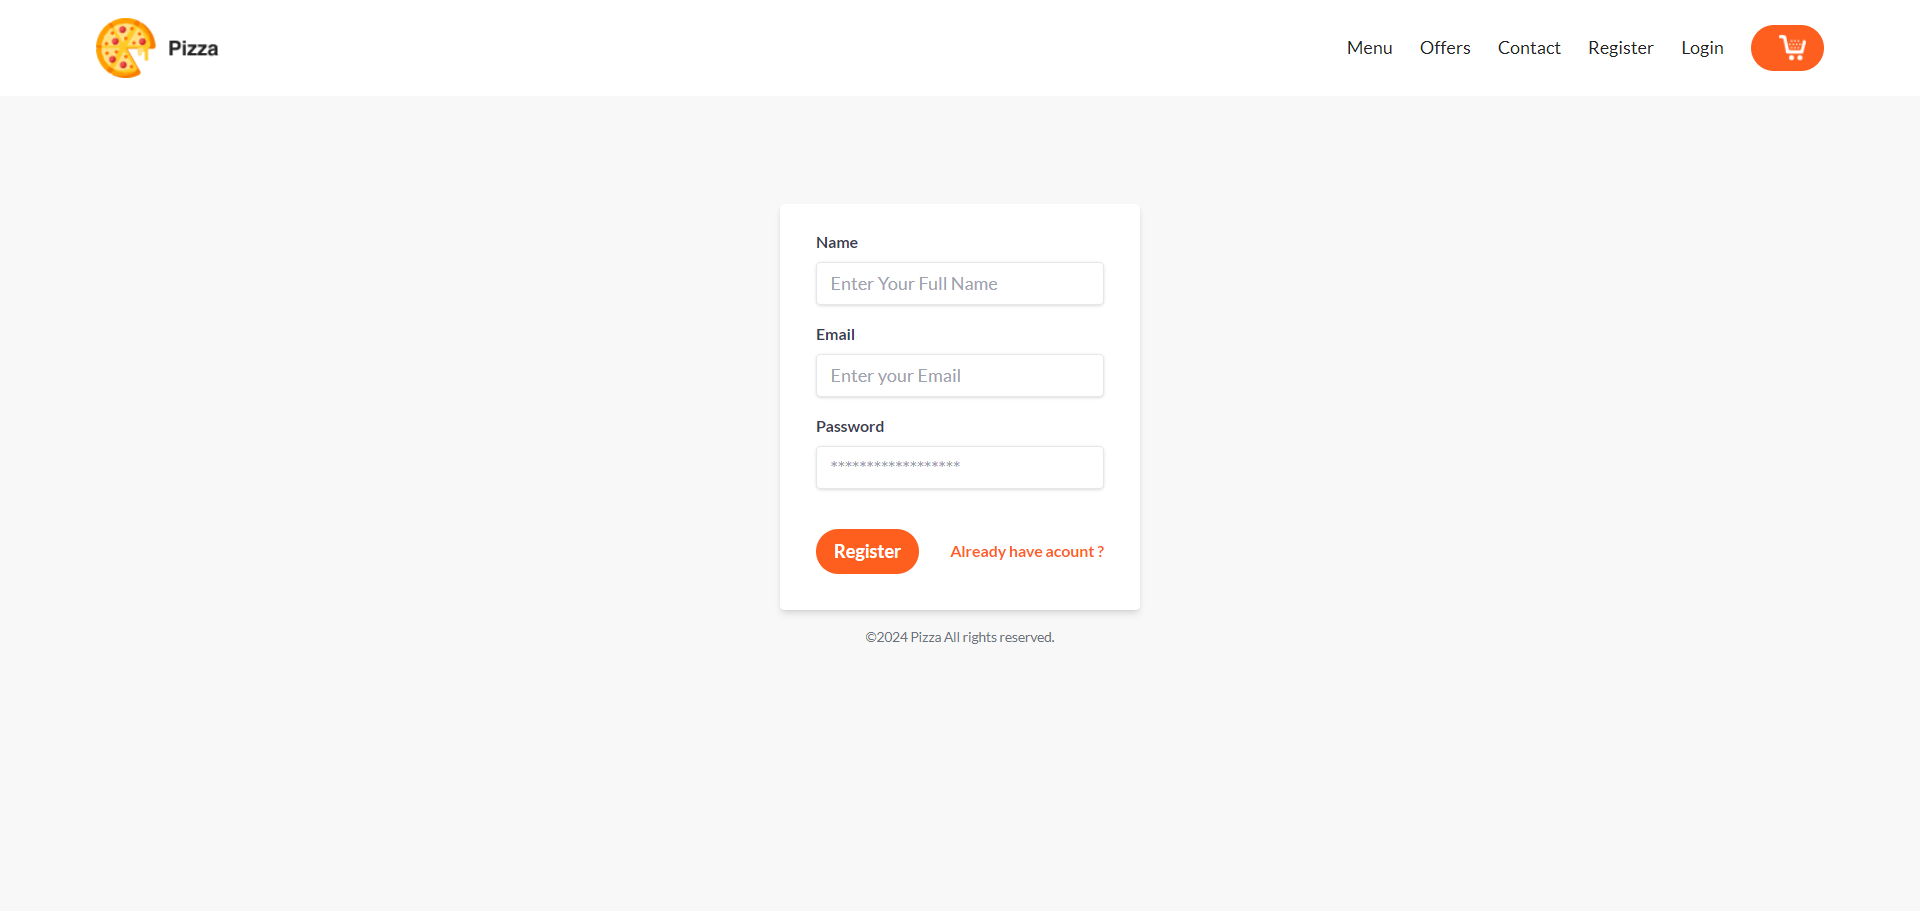 Pizza
Menu Offers Contact Register Login
Name
Enter Your Full Name
Email
Enter your Email
Password
******************
Register Already have acount ?
©2024 Pizza All rights reserved.